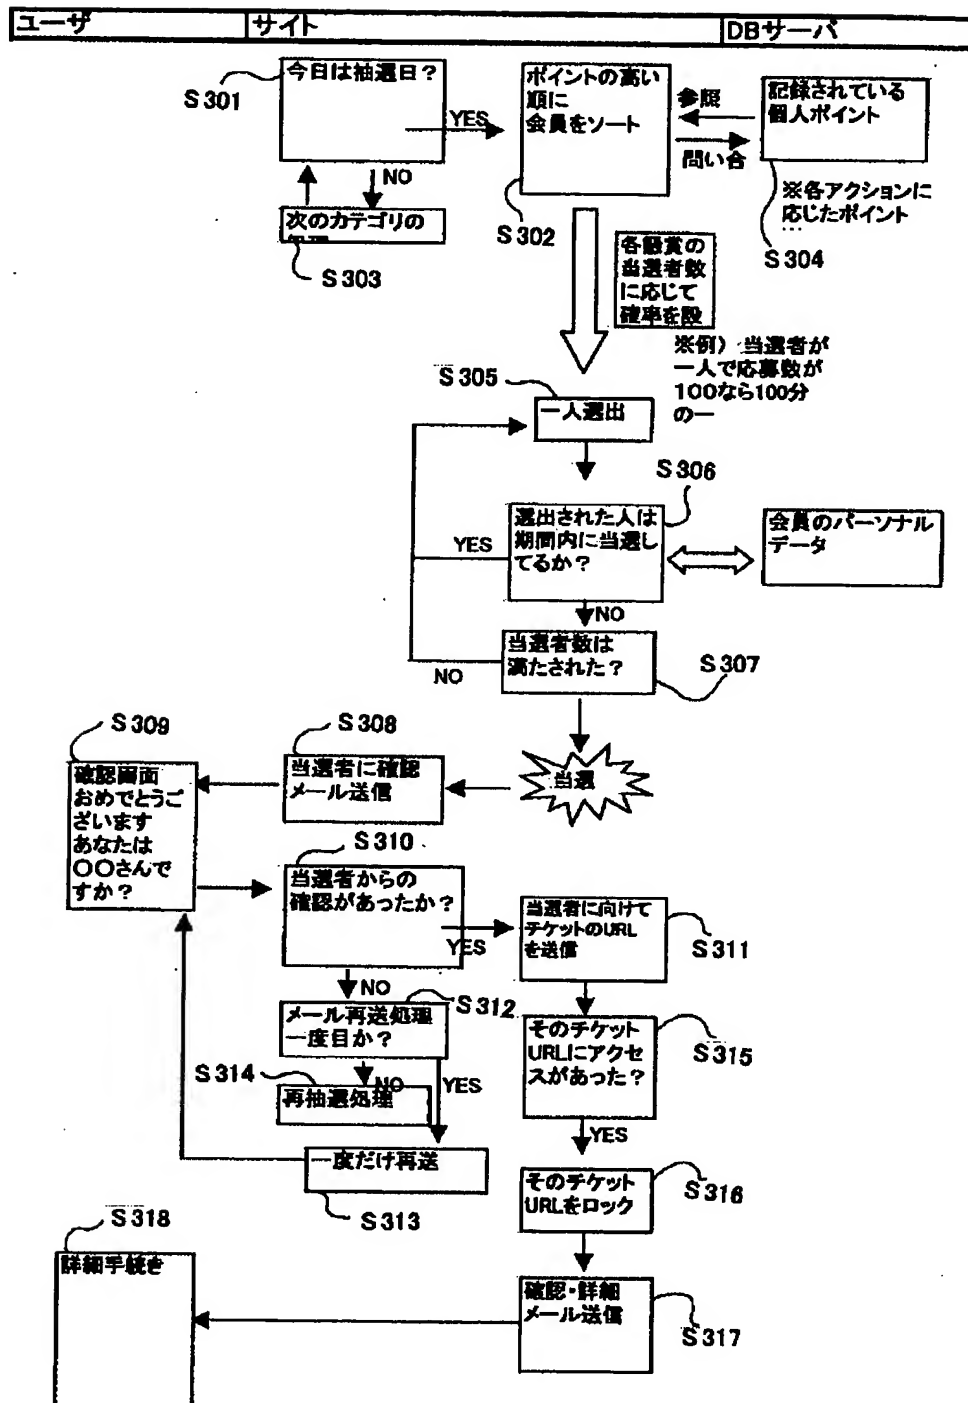 ユーザ
サイト
DBサーバ
S301
今日は抽選日？
YES
NO
次のカテゴリの
S303
ポイントの高い
順に
会員をソート
S302
参照
問い合
記録されている
個人ポイント
※各アクションに
応じたポイント
…
S304
各懸賞の
当選者数
に応じて
確率を設
※例）当選者が
一人で応募数が
100なら100分
の一
S305
一人選出
S306
選出された人は
期間内に当選し
てるか？
YES
NO
会員のパーソナル
データ
当選者数は
満たされた？
NO
S307
当選
S308
当選者に確認
メール送信
S309
確認画面
おめでとうご
ざいます
あなたは
〇〇さんで
すか？
S310
当選者からの
確認があったか？
YES
NO
当選者に向けて
チケットのURL
を送信
S311
S312
メール再送処理
一度目か？
NO
YES
S314
再抽選処理
一度だけ再送
S313
そのチケット
URLにアクセ
スがあった？
S315
YES
そのチケット
URLをロック
S316
確認・詳細
メール送信
S317
S318
詳細手続き